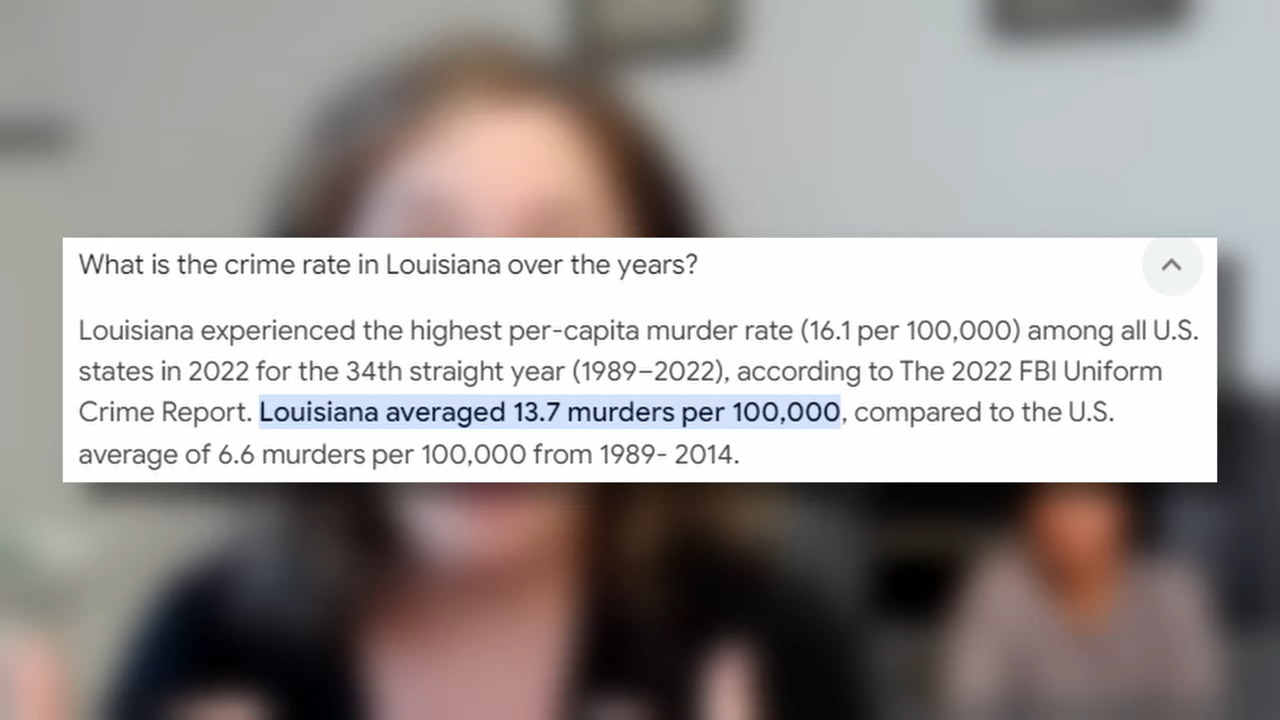 What is the crime rate in Louisiana over the years?
Louisiana experienced the highest per-capita murder rate (16.1 per 100,000) among all U.S.
states in 2022 for the 34th straight year (1989–2022), according to The 2022 FBI Uniform
Crime Report. Louisiana averaged 13.7 murders per 100,000, compared to the U.S.
average of 6.6 murders per 100,000 from 1989- 2014.